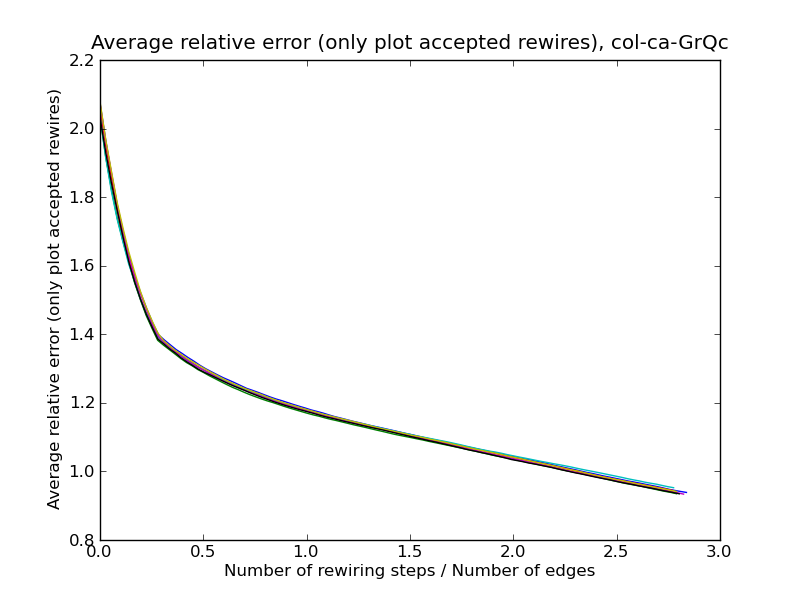 Average relative error (only plot accepted rewires), col-ca-GrQc
Average relative error (only plot accepted rewires)
2.2
2.0
1.8
1.6
1.4
1.2
1.0
0.8
0.0 0.5 1.0 1.5 2.0 2.5 3.0
Number of rewiring steps / Number of edges